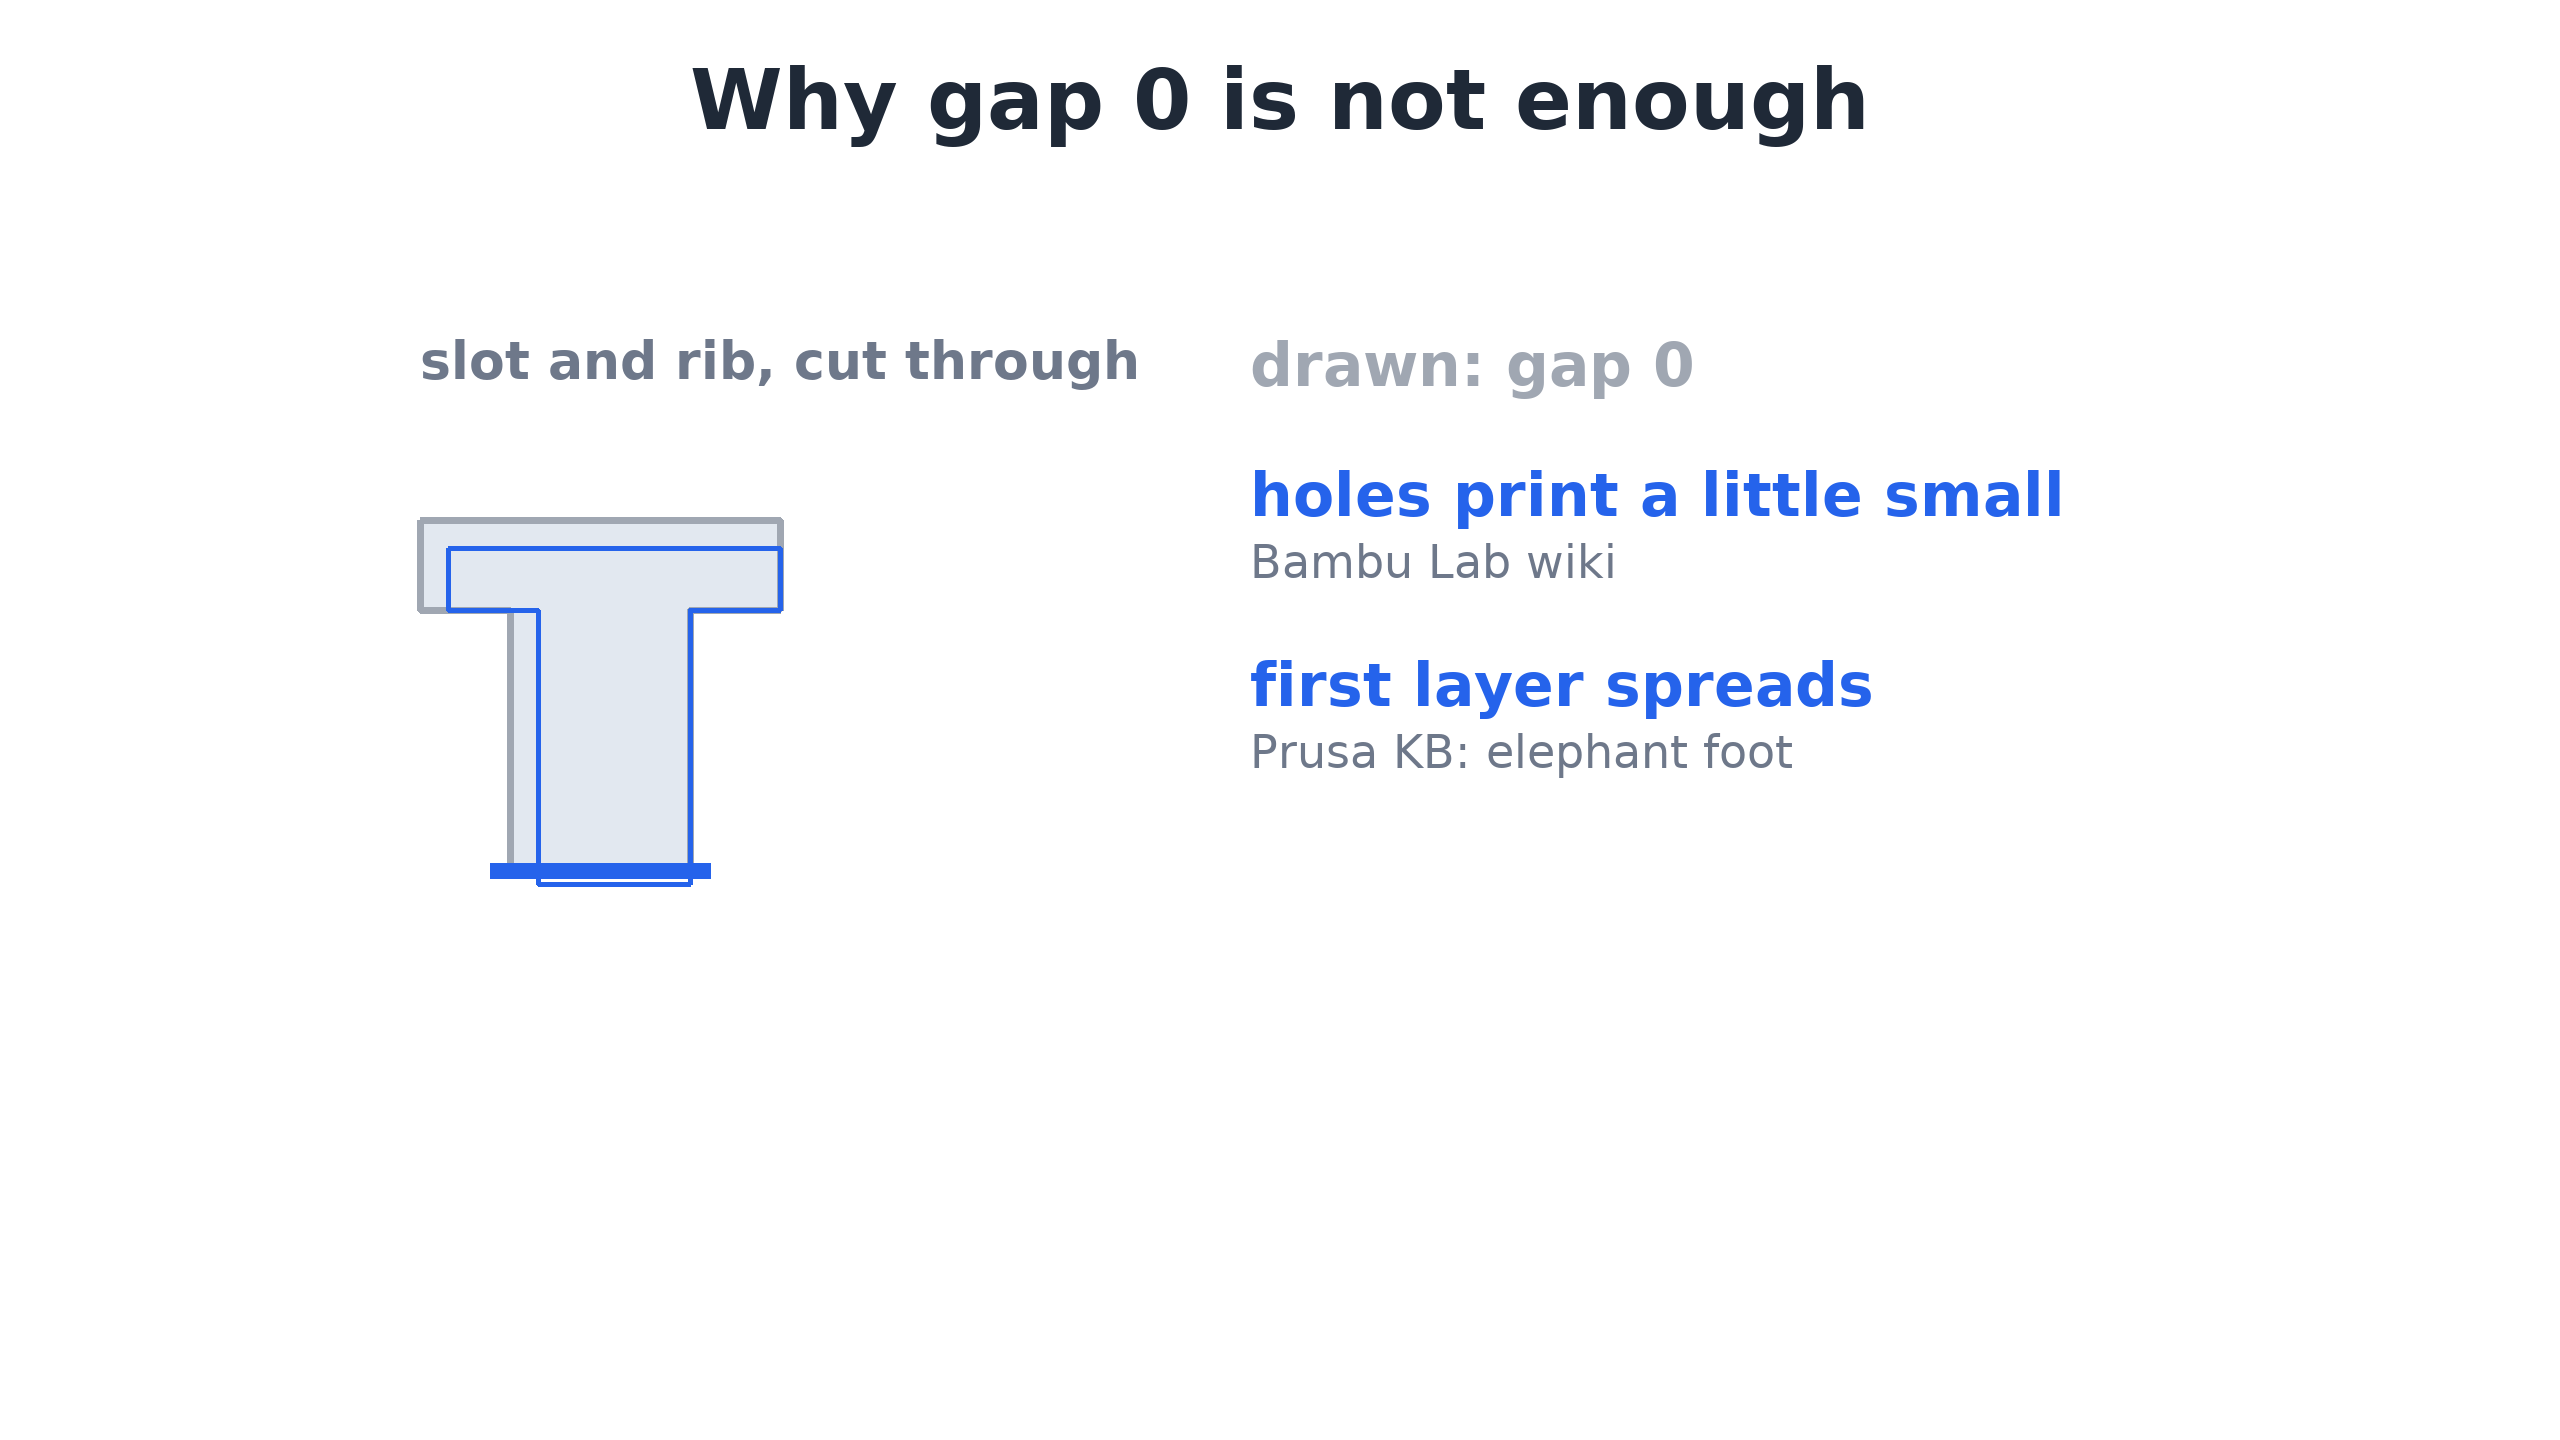 Why gap 0 is not enough
slot and rib, cut through
drawn: gap 0
holes print a little small
Bambu Lab wiki
first layer spreads
Prusa KB: elephant foot